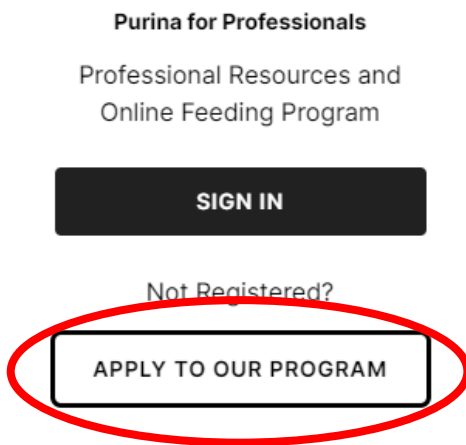 Purina for Professionals
Professional Resources and
Online Feeding Program
SIGN IN
Not Registered?
APPLY TO OUR PROGRAM